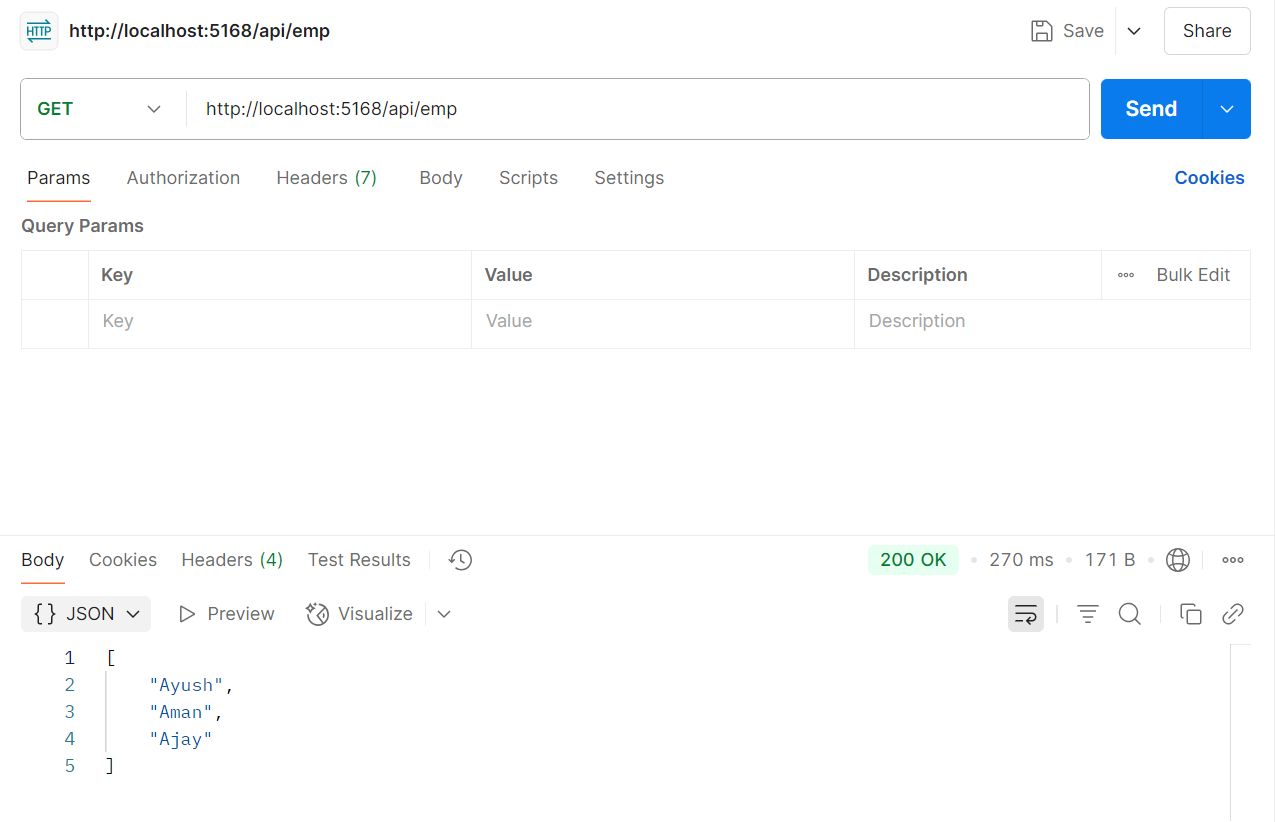 HTTP http://localhost:5168/api/emp Save Share
GET http://localhost:5168/api/emp Send
Params Authorization Headers (7) Body Scripts Settings Cookies
Query Params
Key Value Description Bulk Edit
Key Value Description
Body Cookies Headers (4) Test Results 200 OK 270 ms 171 B
{} JSON Preview Visualize
1 [
2 "Ayush",
3 "Aman",
4 "Ajay"
5 ]